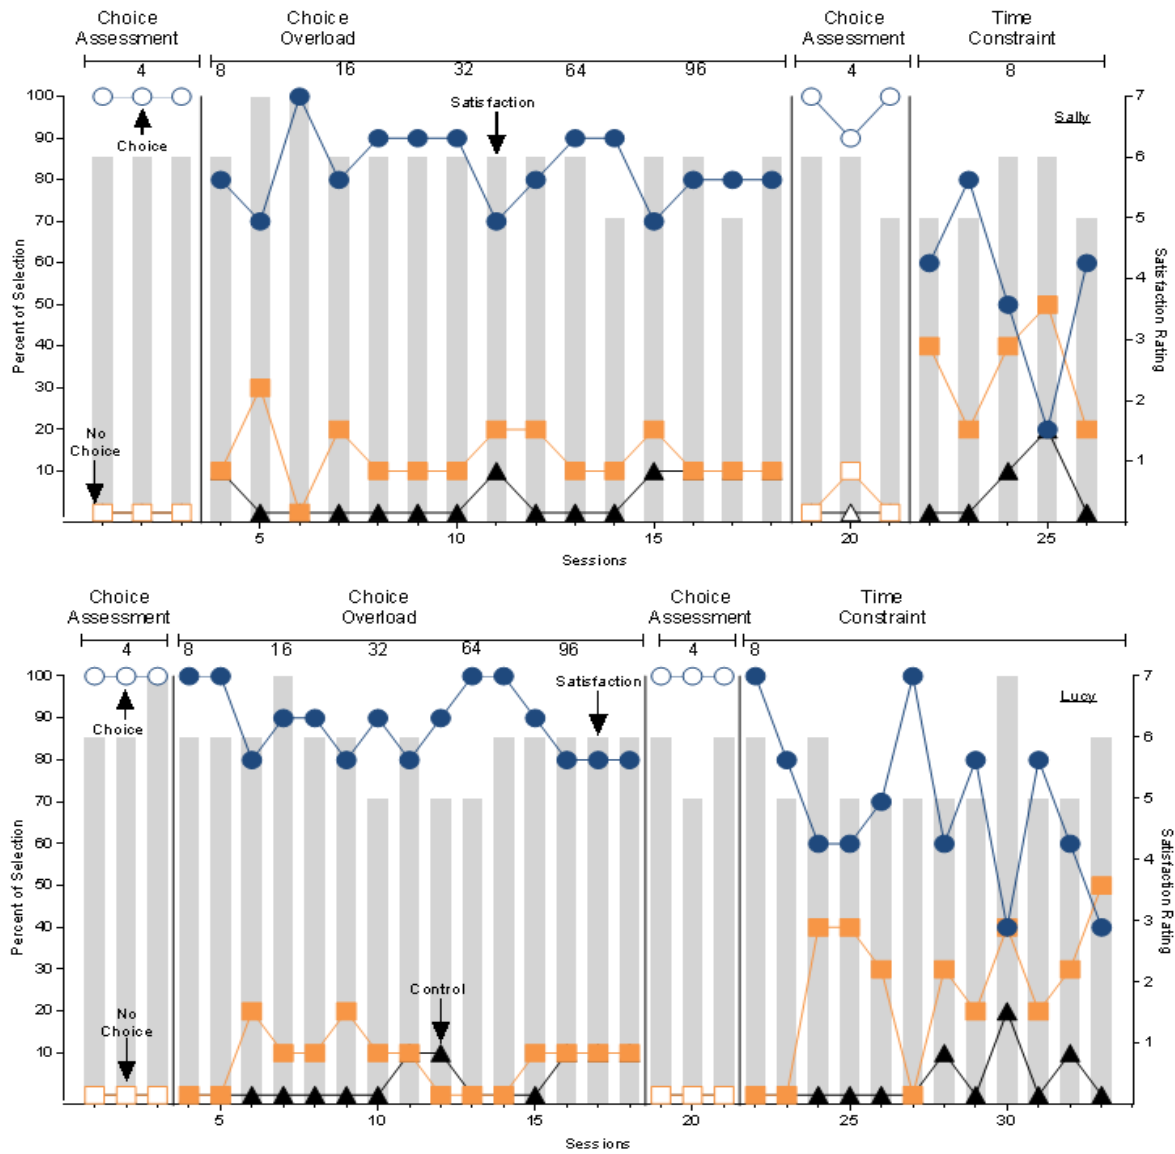 Choice Assessment
Choice Overload
Choice Assessment
Time Constraint
4
8
16
32
64
96
4
8
100
90
80
70
60
50
40
30
20
10
Percent of Selection
Choice
No Choice
Satisfaction
Sally
7
6
5
4
3
2
1
Satisfaction Rating
5
10
15
20
25
Sessions
Choice Assessment
Choice Overload
Choice Assessment
Time Constraint
4
8
16
32
64
96
4
8
100
90
80
70
60
50
40
30
20
10
Percent of Selection
Choice
No Choice
Control
Satisfaction
Lucy
7
6
5
4
3
2
1
Satisfaction Rating
5
10
15
20
25
30
Sessions